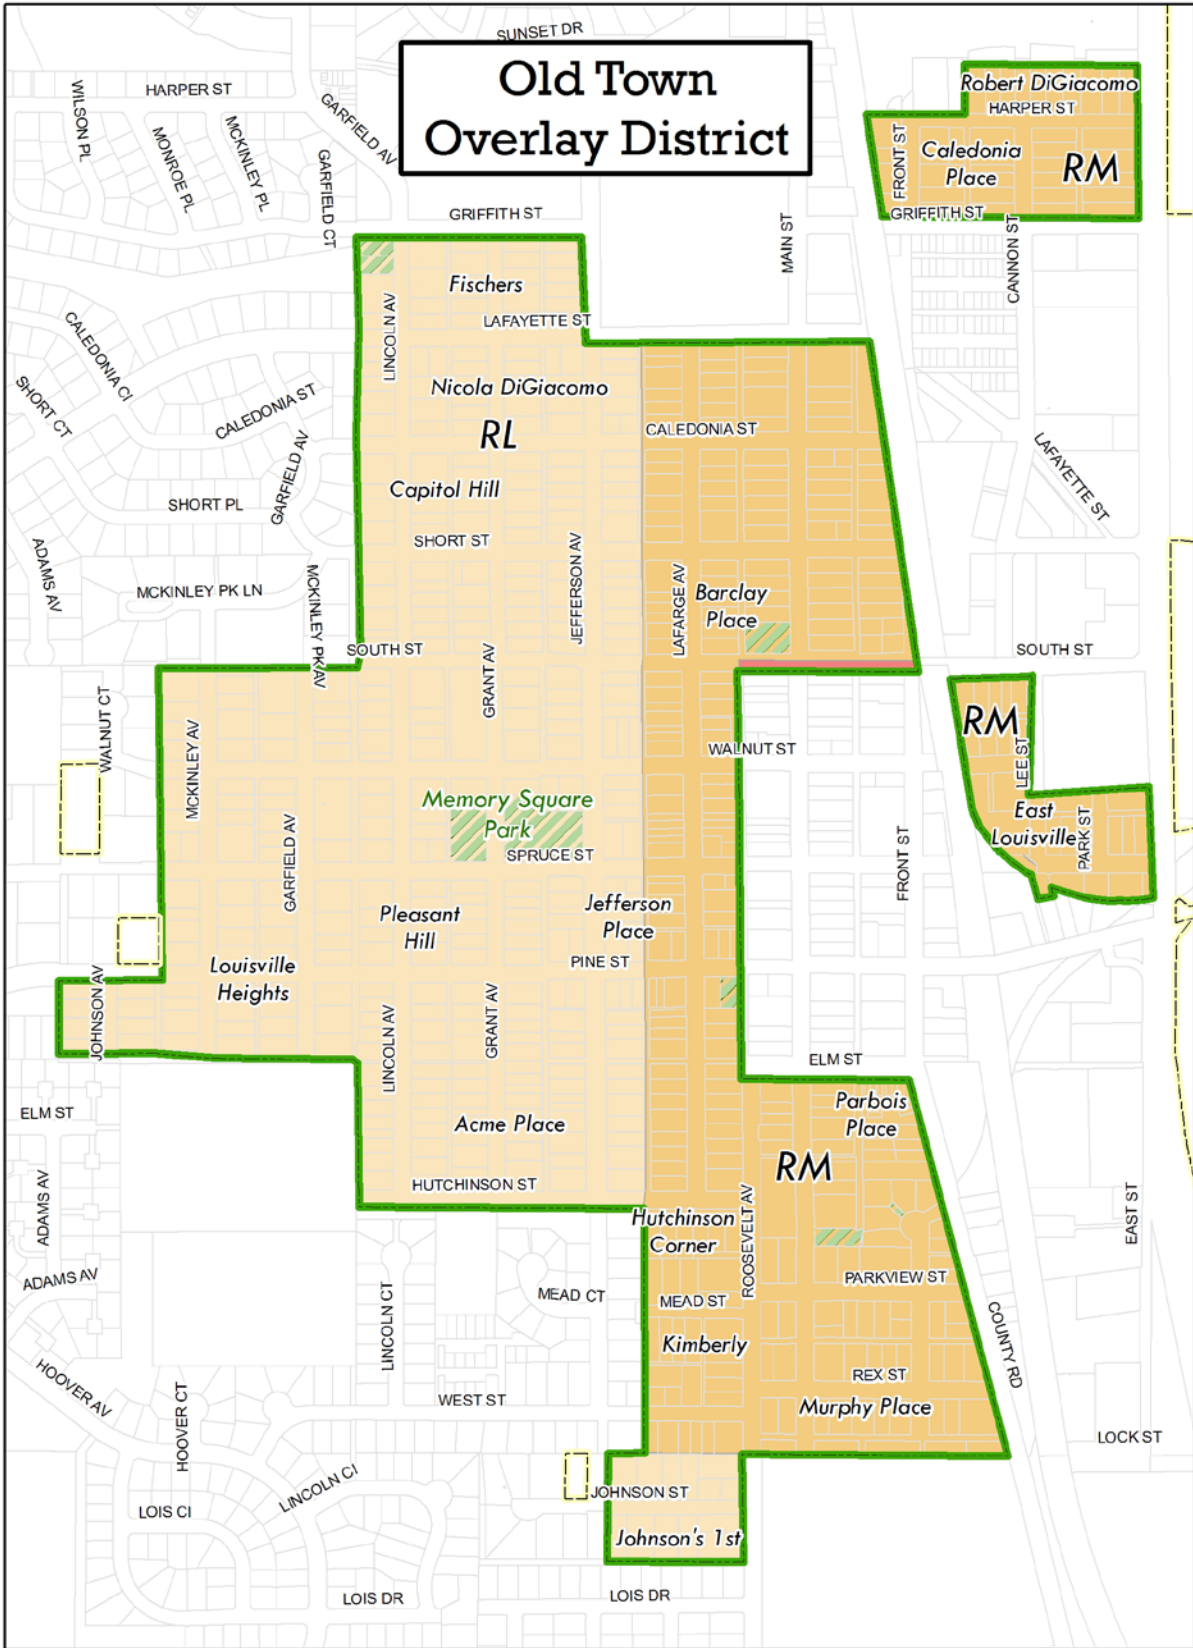 SUNSET DR
Old Town
Overlay District
HARPER ST
WILSON PL
MONROE PL
MCKINLEY PL
GARFIELD AV
GARFIELD CT
GRIFFITH ST
MAIN ST
Robert DiGiacomo
HARPER ST
FRONT ST
Caledonia
Place
RM
GRIFFITH ST
CANNON ST
Fischers
LINCOLN AV
LAFAYETTE ST
CALEDONIA CI
SHORT CT
CALEDONIA ST
GARFIELD AV
Nicola DiGiacomo
RL
CALEDONIA ST
LAFAYETTE ST
Capitol Hill
SHORT PL
SHORT ST
JEFFERSON AV
ADAMS AV
MCKINLEY PK LN
MCKINLEY PK AV
LAFARGE AV
Barclay
Place
SOUTH ST
SOUTH ST
GRANT AV
WALNUT CT
MCKINLEY AV
WALNUT ST
RM
LEE ST
East
Louisville
PARK ST
Memory Square
Park
SPRUCE ST
GARFIELD AV
FRONT ST
Pleasant
Hill
Jefferson
Place
PINE ST
Louisville
Heights
JOHNSON AV
LINCOLN AV
GRANT AV
ELM ST
ELM ST
Acme Place
Parbois
Place
RM
HUTCHINSON ST
ADAMS AV
Hutchinson
Corner
ROOSEVELT AV
EAST ST
ADAMS AV
PARKVIEW ST
MEAD CT
MEAD ST
LINCOLN CT
Kimberly
COUNTY RD
HOOVER AV
HOOVER CT
REX ST
WEST ST
Murphy Place
LOCK ST
LINCOLN CI
JOHNSON ST
LOIS CI
Johnson's 1st
LOIS DR
LOIS DR